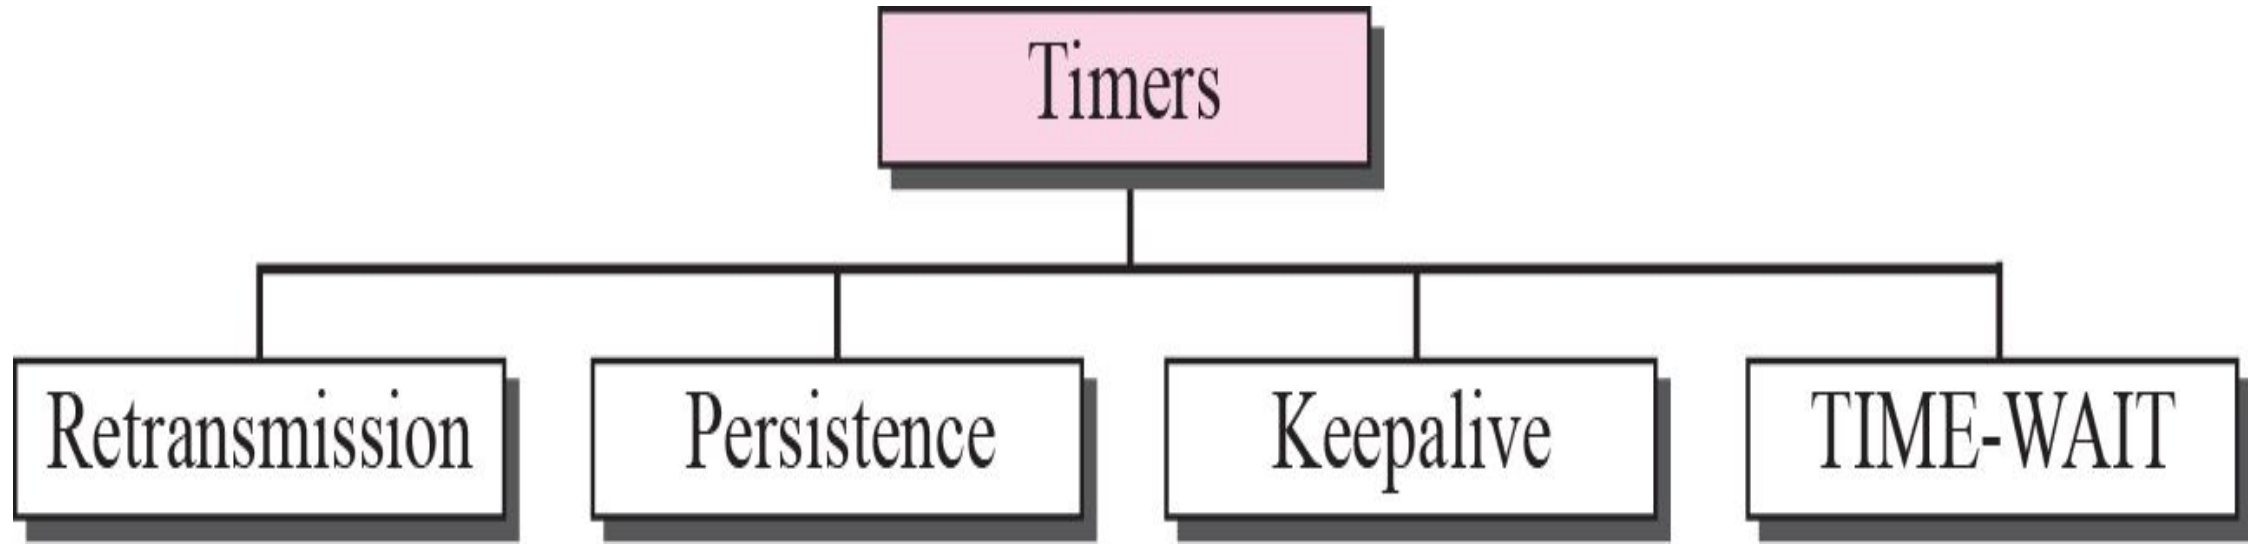 Timers
Retransmission
Persistence
Keepalive
TIME-WAIT